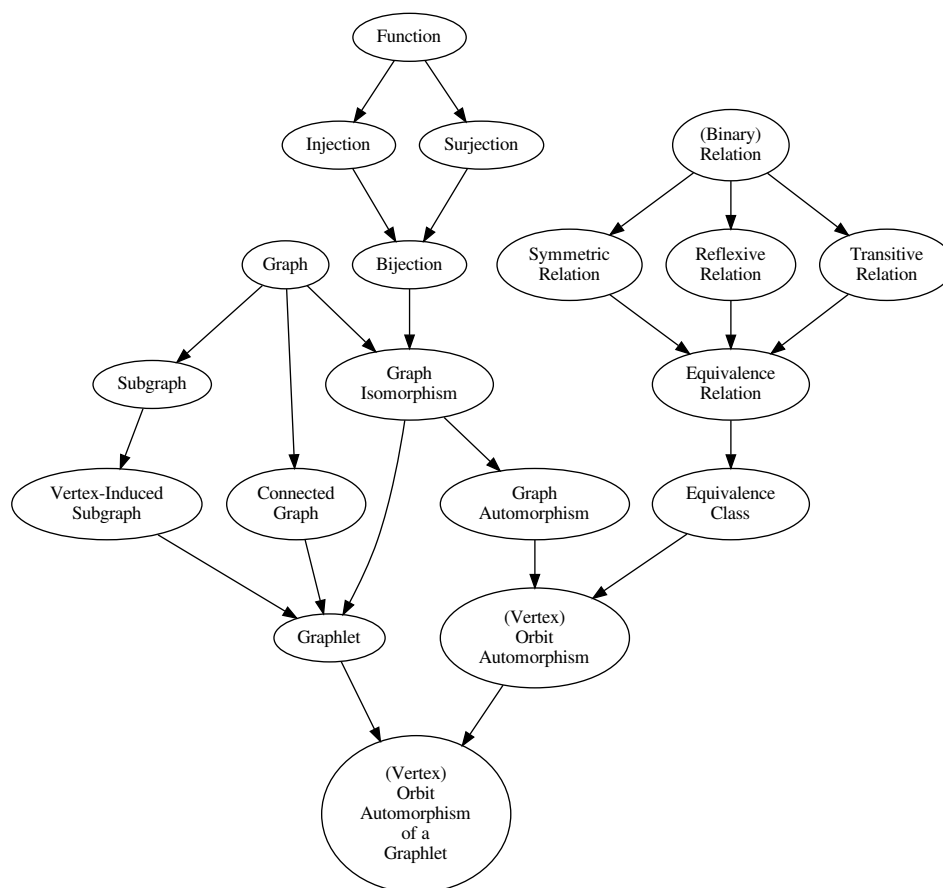 Function
Injection
Surjection
(Binary)
Relation
Graph
Bijection
Symmetric
Relation
Reflexive
Relation
Transitive
Relation
Subgraph
Graph
Isomorphism
Equivalence
Relation
Vertex-Induced
Subgraph
Connected
Graph
Graph
Automorphism
Equivalence
Class
Graphlet
(Vertex)
Orbit
Automorphism
(Vertex)
Orbit
Automorphism
of a
Graphlet